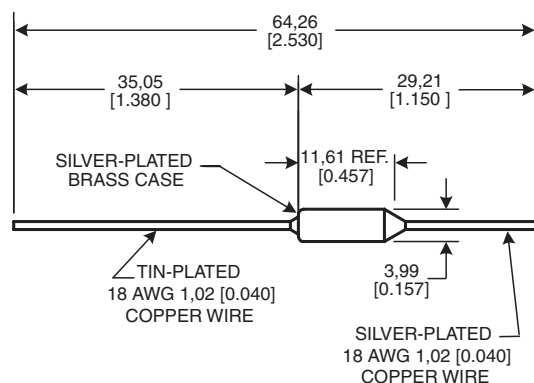 64,26
[2.530]
35,05
[1.380 ]
29,21
[1.150 ]
11,61 REF.
[0.457]
SILVER-PLATED
BRASS CASE
TIN-PLATED
18 AWG 1,02 [0.040]
COPPER WIRE
3,99
[0.157]
SILVER-PLATED
18 AWG 1,02 [0.040]
COPPER WIRE